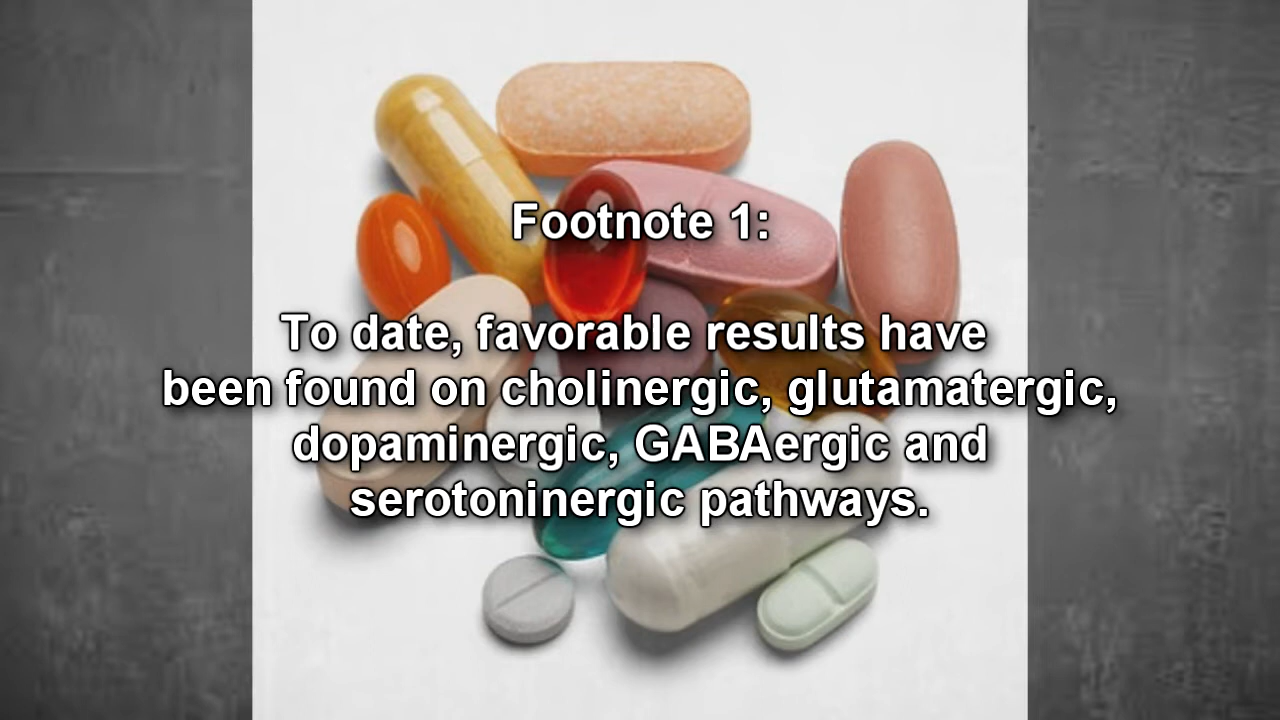 Footnote 1:
To date, favorable results have
been found on cholinergic, glutamatergic,
dopaminergic, GABAergic and
serotoninergic pathways.